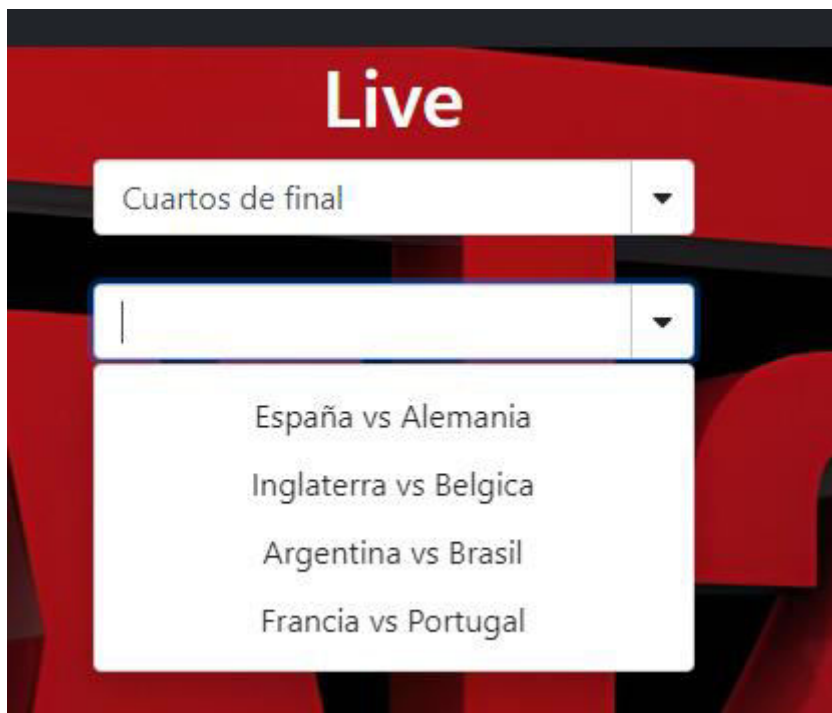 Live
Cuartos de final
España vs Alemania
Inglaterra vs Belgica
Argentina vs Brasil
Francia vs Portugal